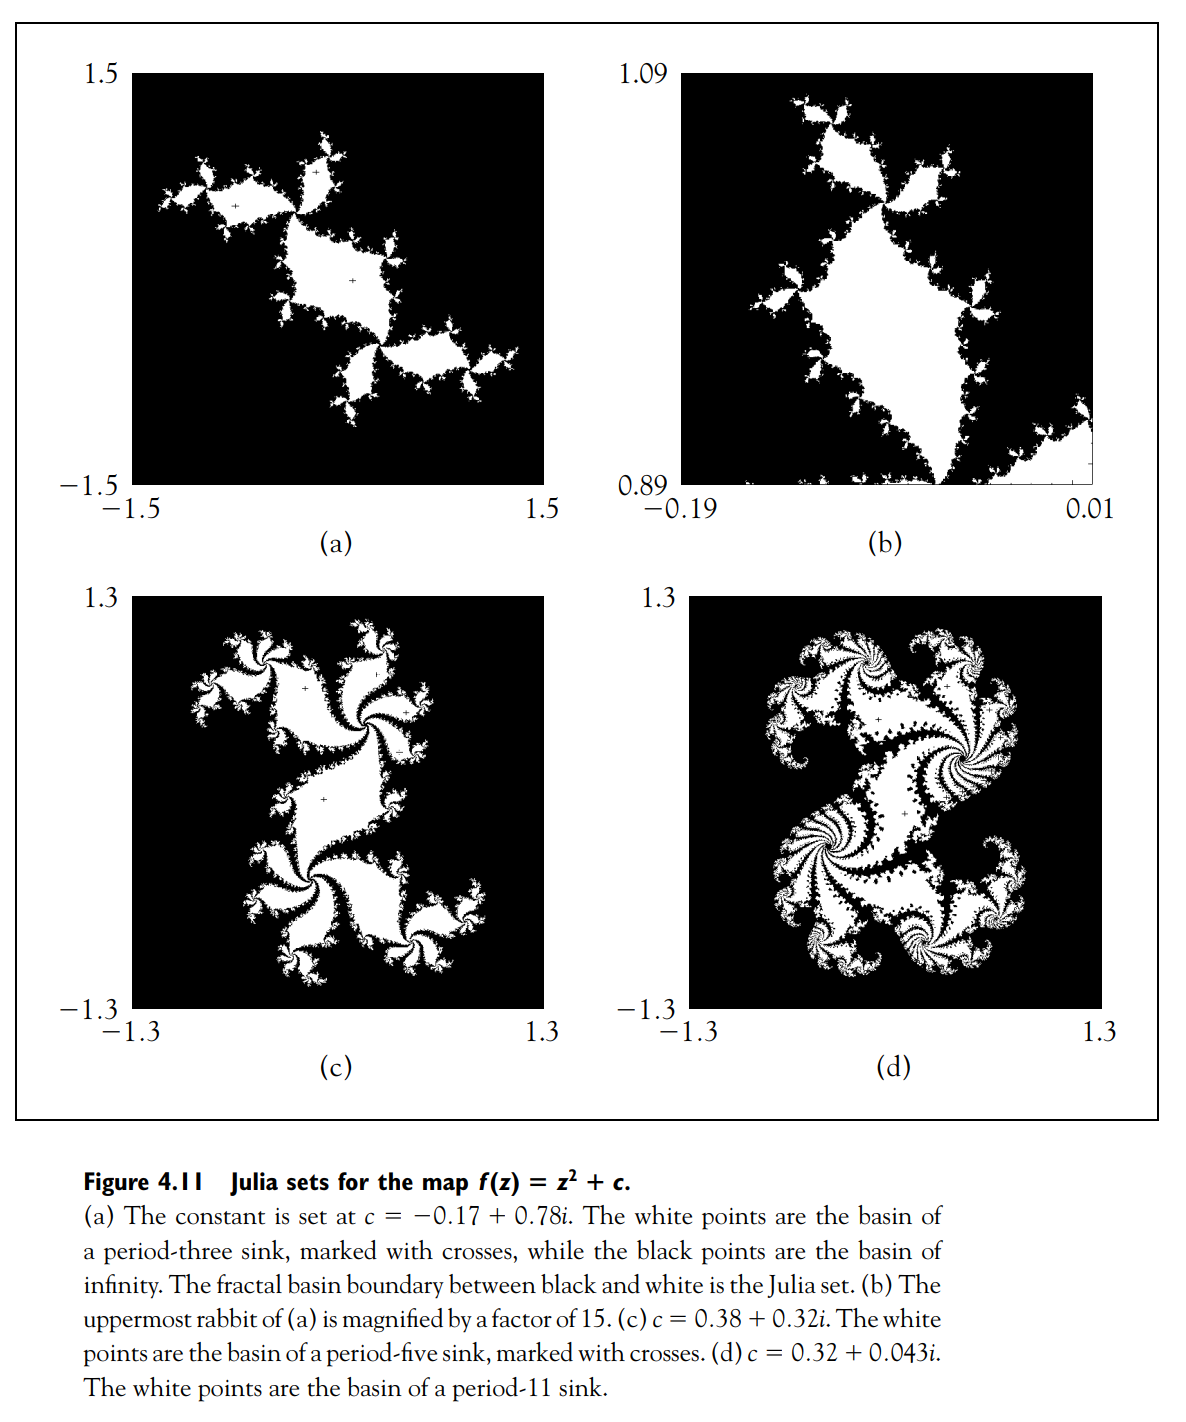 1.5
−1.5
−1.5
1.5
(a)
1.09
0.89
−0.19
0.01
(b)
1.3
−1.3
−1.3
1.3
(c)
1.3
−1.3
−1.3
1.3
(d)
Figure 4.11 Julia sets for the map f(z) = z² + c.
(a) The constant is set at c = −0.17 + 0.78i. The white points are the basin of
a period-three sink, marked with crosses, while the black points are the basin of
infinity. The fractal basin boundary between black and white is the Julia set. (b) The
uppermost rabbit of (a) is magnified by a factor of 15. (c) c = 0.38 + 0.32i. The white
points are the basin of a period-five sink, marked with crosses. (d) c = 0.32 + 0.043i.
The white points are the basin of a period-11 sink.